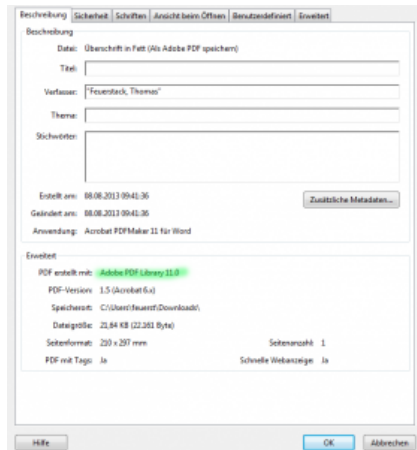 Beschreibung Sicherheit Schriften Ansicht beim Öffnen Benutzerdefiniert Erweitert
Beschreibung
Datei: Überschrift in Fett (Als Adobe PDF speichern)
Titel:
Verfasser: "Feuerstack, Thomas"
Thema:
Stichwörter:
Erstellt am: 08.08.2013 09:41:36
Zusätzliche Metadaten...
Geändert am: 08.08.2013 09:41:36
Anwendung: Acrobat PDFMaker 11 für Word
Erweitert
PDF erstellt mit: Adobe PDF Library 11.0
PDF-Version: 1.5 (Acrobat 6.x)
Speicherort: C:\Users\feuerst\Downloads\
Dateigröße: 21,64 KB (22.161 Byte)
Seitenformat: 210 x 297 mm Seitenanzahl: 1
PDF mit Tags: Ja Schnelle Webanzeige: Ja
Hilfe OK Abbrechen